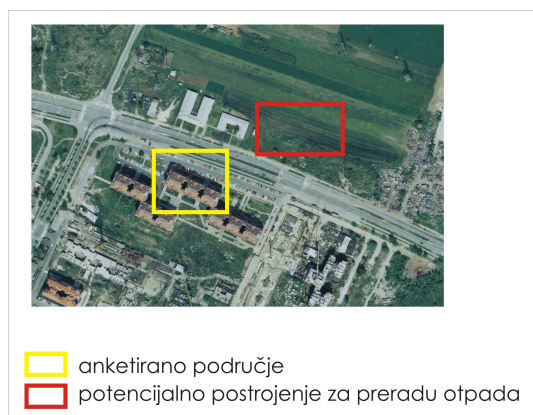 anketirano područje
potencijalno postrojenje za preradu otpada